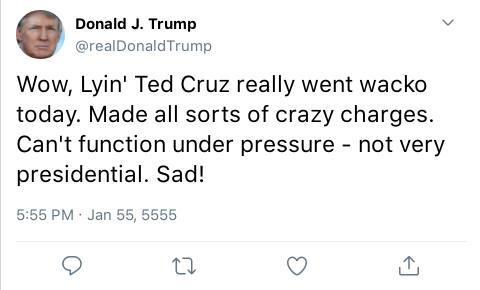 Donald J. Trump
@realDonaldTrump
Wow, Lyin' Ted Cruz really went wacko
today. Made all sorts of crazy charges.
Can't function under pressure - not very
presidential. Sad!
5:55 PM · Jan 55, 5555